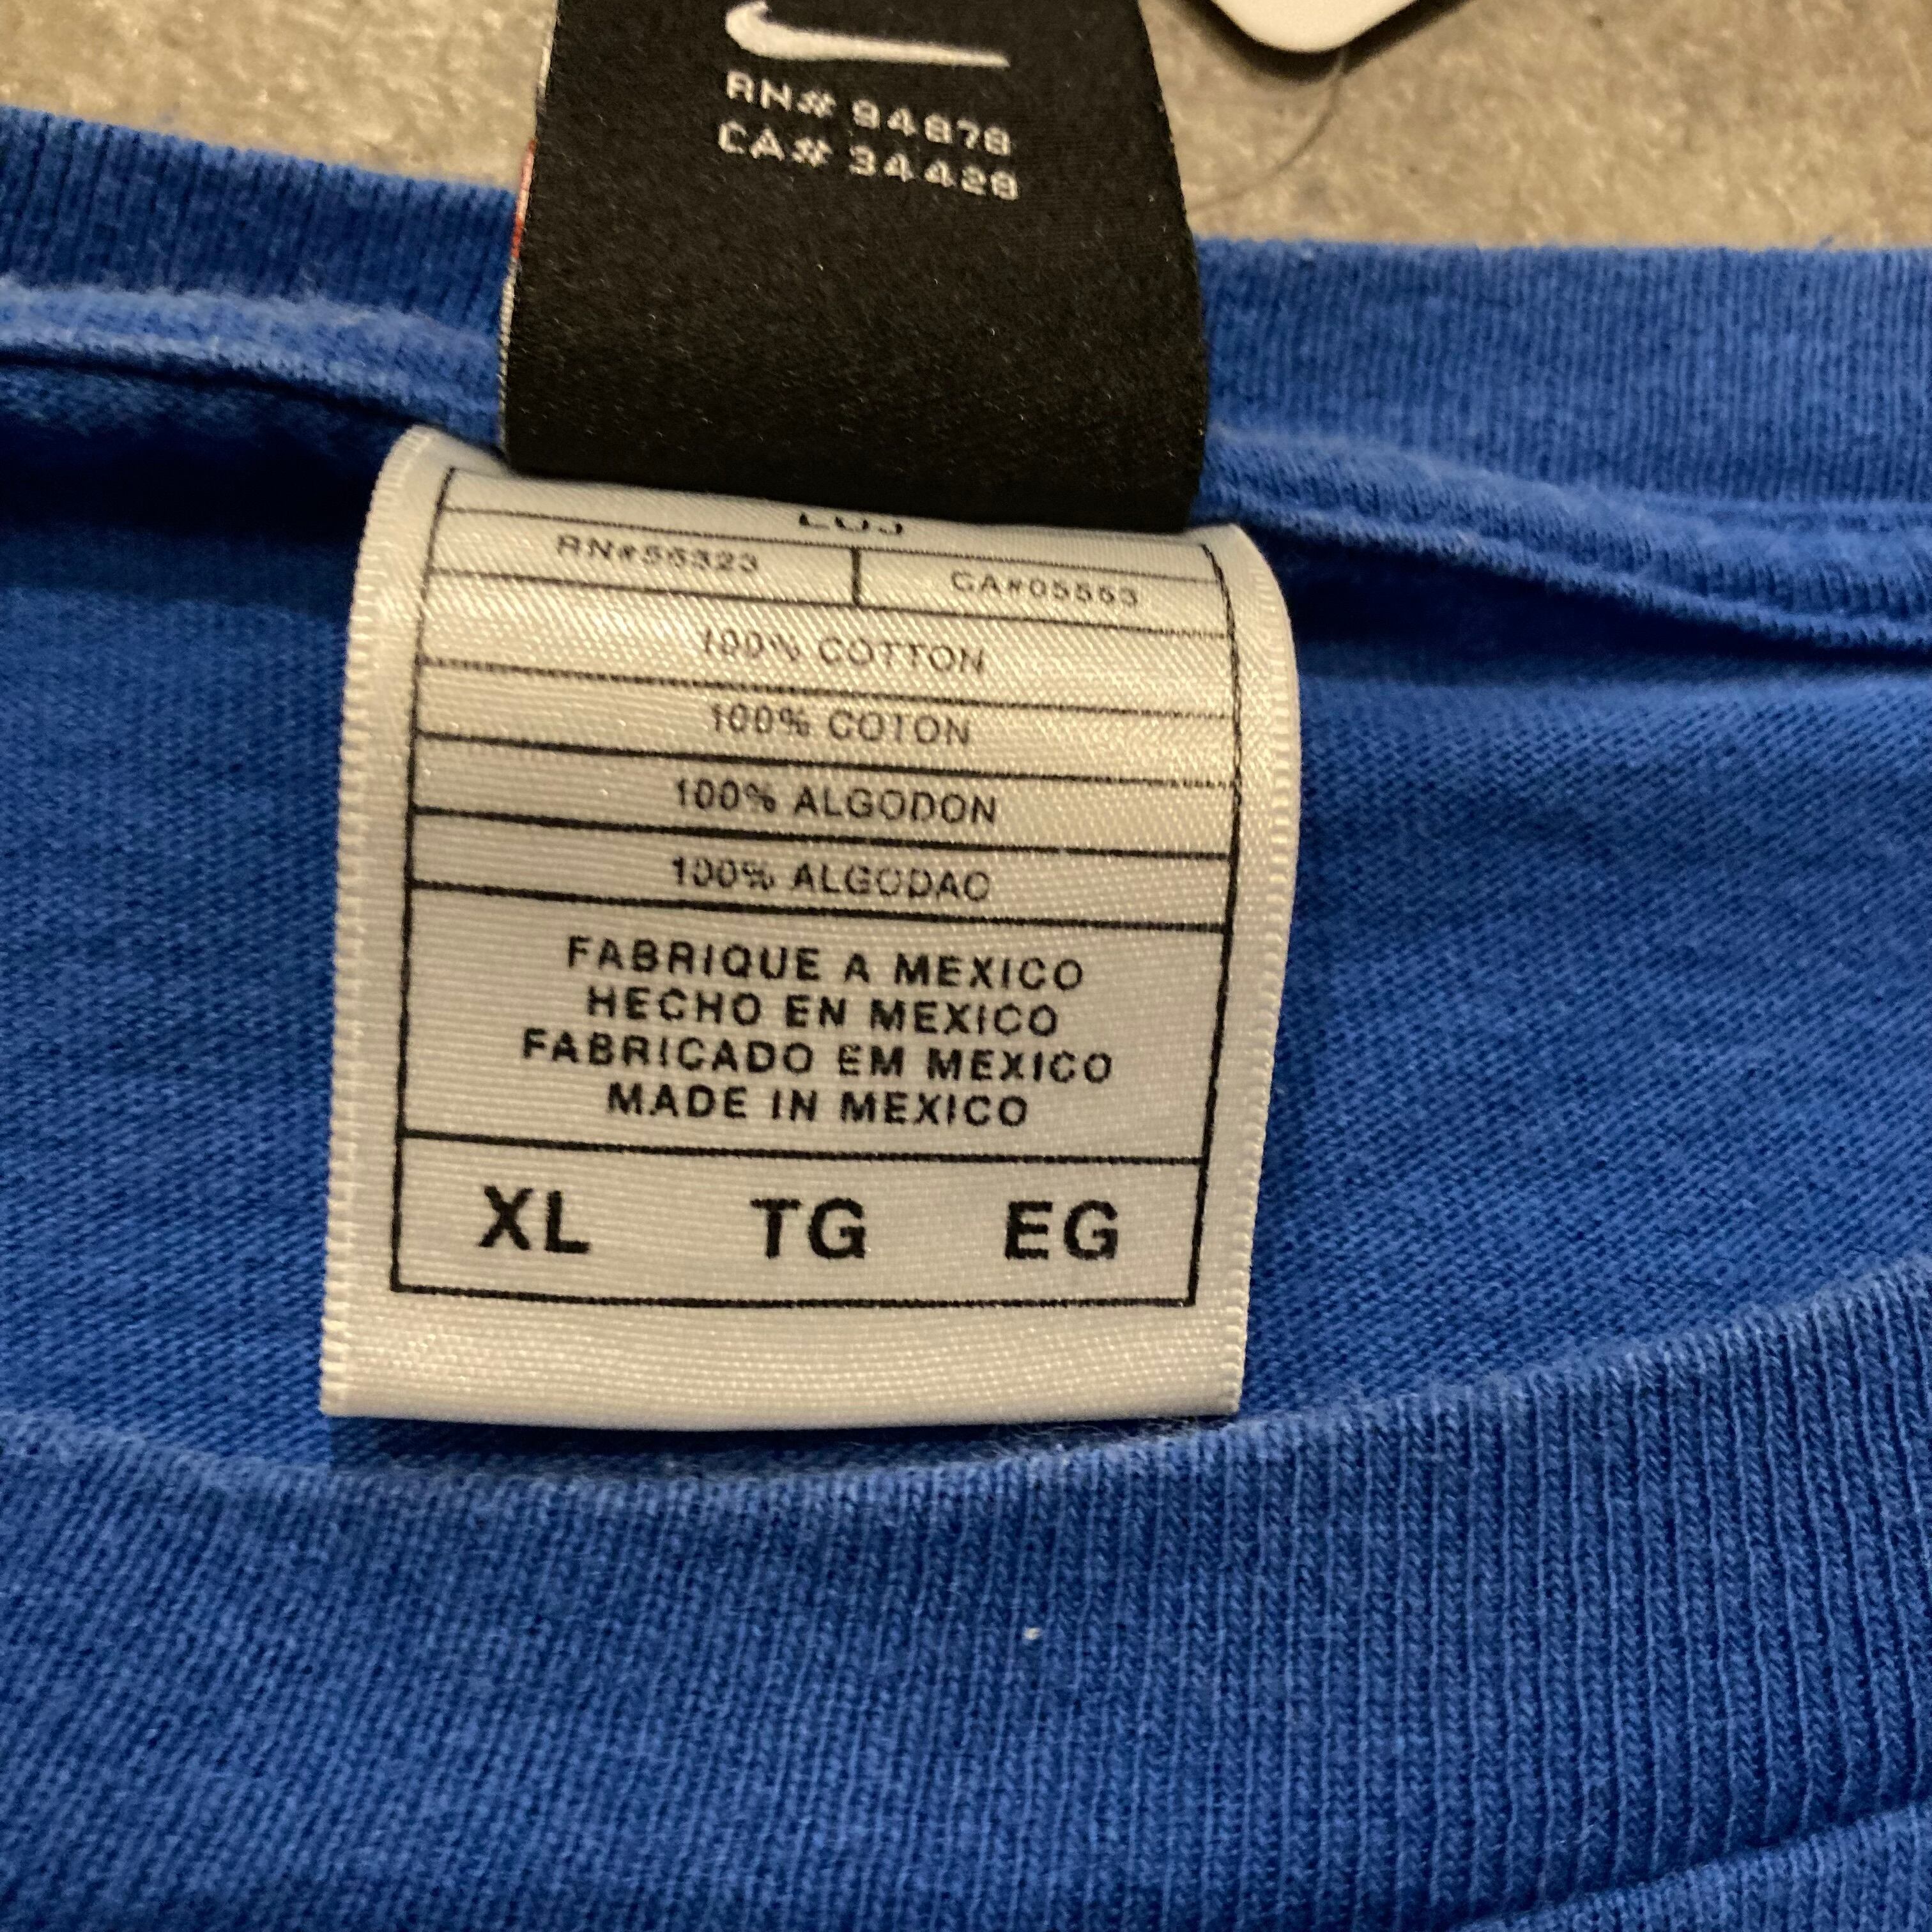 RN# 94878
CA# 34428
RN#56323
CA#05553
100% COTTON
100% COTON
100% ALGODON
100% ALGODAO
FABRIQUE A MEXICO
HECHO EN MEXICO
FABRICADO EM MEXICO
MADE IN MEXICO
XL TG EG